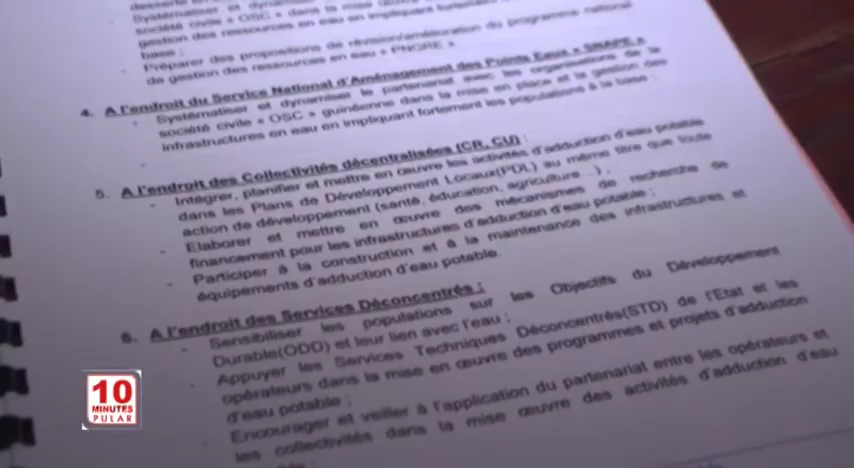 Systématiser et dynamiser
société civile « OSC » dans la mise
gestion des ressources en eau en impliquant fortement
base ;
- Préparer des propositions de révision/amélioration du programme national
de gestion des ressources en eau « PNGRE ».
4. A l'endroit du Service National d'Aménagement des Points Eaux « SNAPE »
- Systématiser et dynamiser le partenariat avec les organisations de la
société civile « OSC » guinéenne dans la mise en place et la gestion des
infrastructures en eau en impliquant fortement les populations à la base ;
-
5. A l'endroit des Collectivités décentralisées (CR, CU) :
- Intégrer, planifier et mettre en œuvre les activités d'adduction d'eau potable
dans les Plans de Développement Locaux(PDL) au même titre que toute
action de développement (santé, éducation, agriculture...) ;
- Elaborer et mettre en œuvre des mécanismes de recherche de
financement pour les infrastructures d'adduction d'eau potable ;
- Participer à la construction et à la maintenance des infrastructures et
équipements d'adduction d'eau potable.
6. A l'endroit des Services Déconcentrés :
- Sensibiliser les populations sur les Objectifs du Développement
Durable(ODD) et leur lien avec l'eau ;
- Appuyer les Services Techniques Déconcentrés(STD) de l'Etat et les
opérateurs dans la mise en œuvre des programmes et projets d'adduction
d'eau potable ;
- Encourager et veiller à l'application du partenariat entre les opérateurs et
les collectivités dans la mise œuvre des activités d'adduction d'eau
10
MINUTES
PULAR